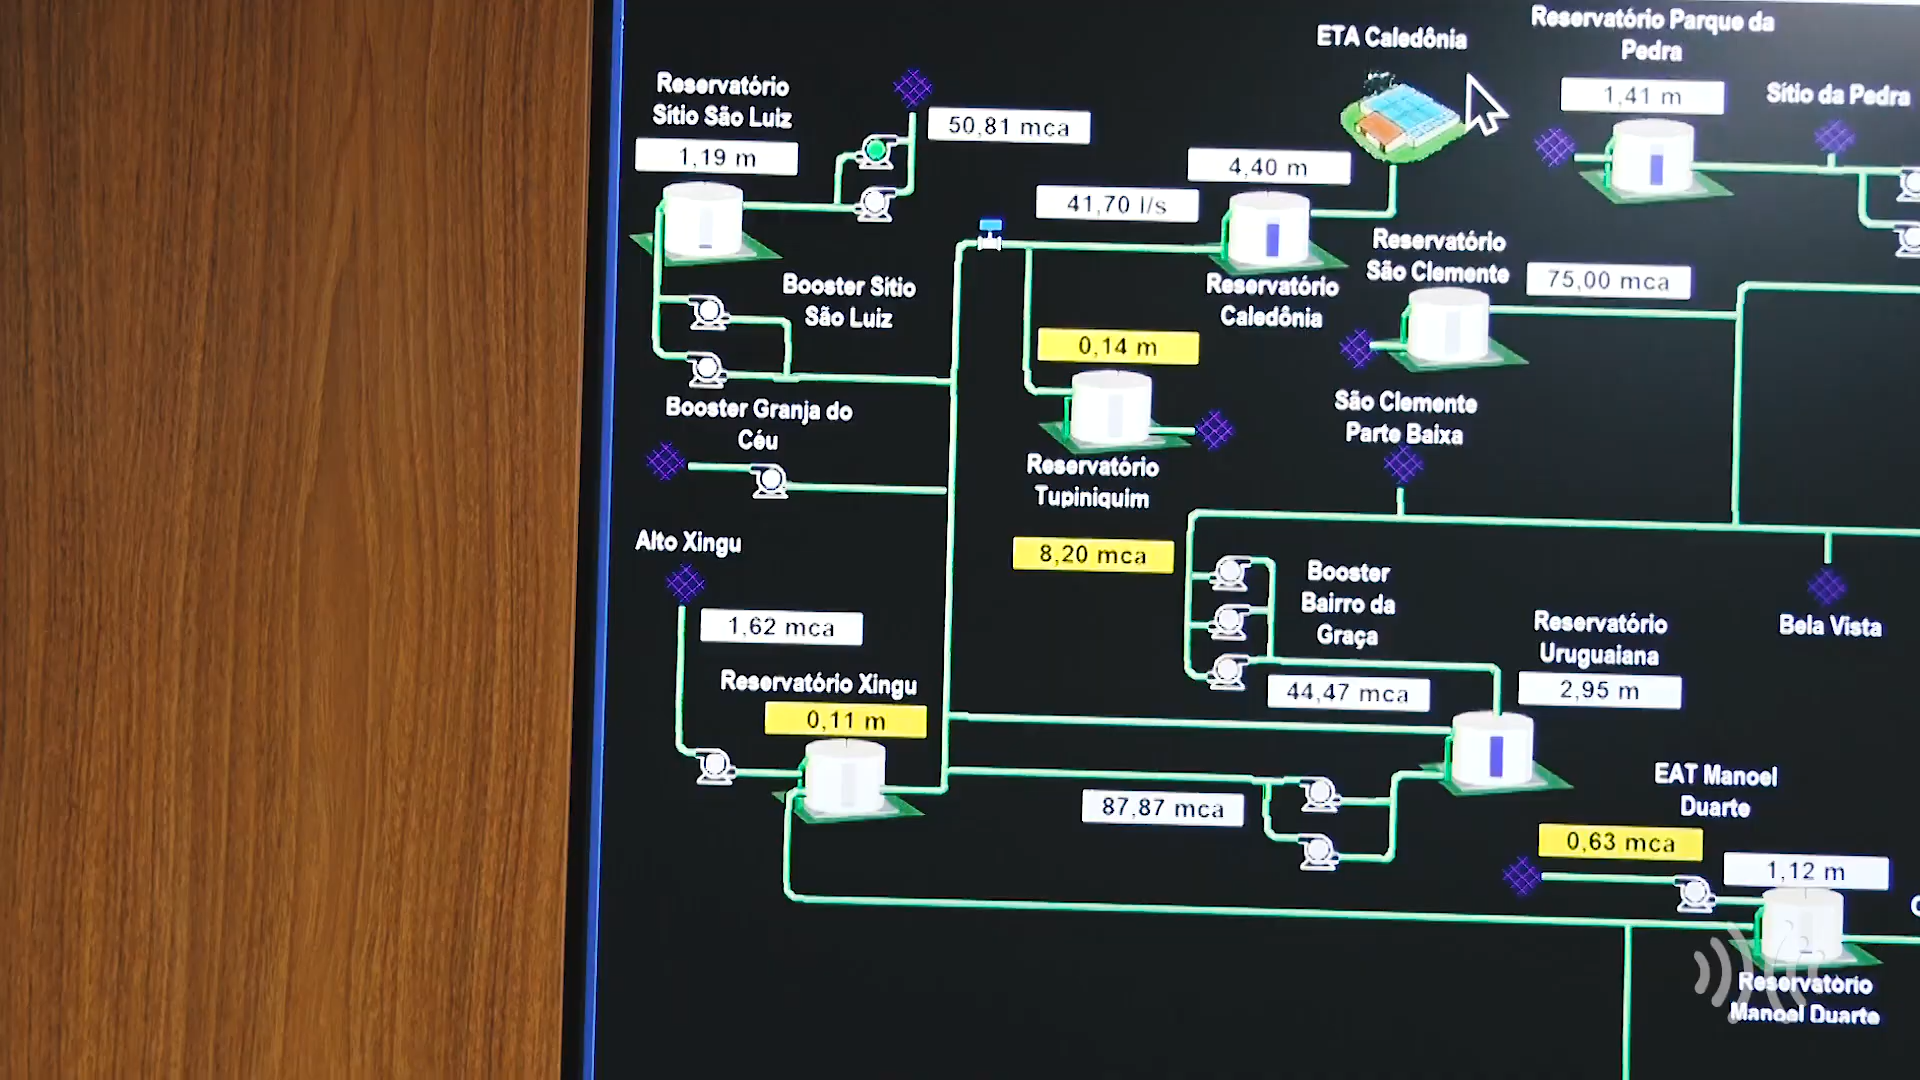 Reservatório
Sítio São Luiz
1,19 m
50,81 mca
ETA Caledônia
Reservatório Parque da
Pedra
1,41 m
Sítio da Pedra
4,40 m
41,70 l/s
Reservatório
Caledônia
Reservatório
São Clemente
75,00 mca
Booster Sítio
São Luiz
0,14 m
Reservatório
Tupiniquim
São Clemente
Parte Baixa
Booster Granja do
Céu
Alto Xingu
8,20 mca
1,62 mca
Booster
Bairro da
Graça
Reservatório
Uruguaiana
2,95 m
Bela Vista
44,47 mca
Reservatório Xingu
0,11 m
87,87 mca
EAT Manoel
Duarte
0,63 mca
1,12 m
Reservatório
Manoel Duarte